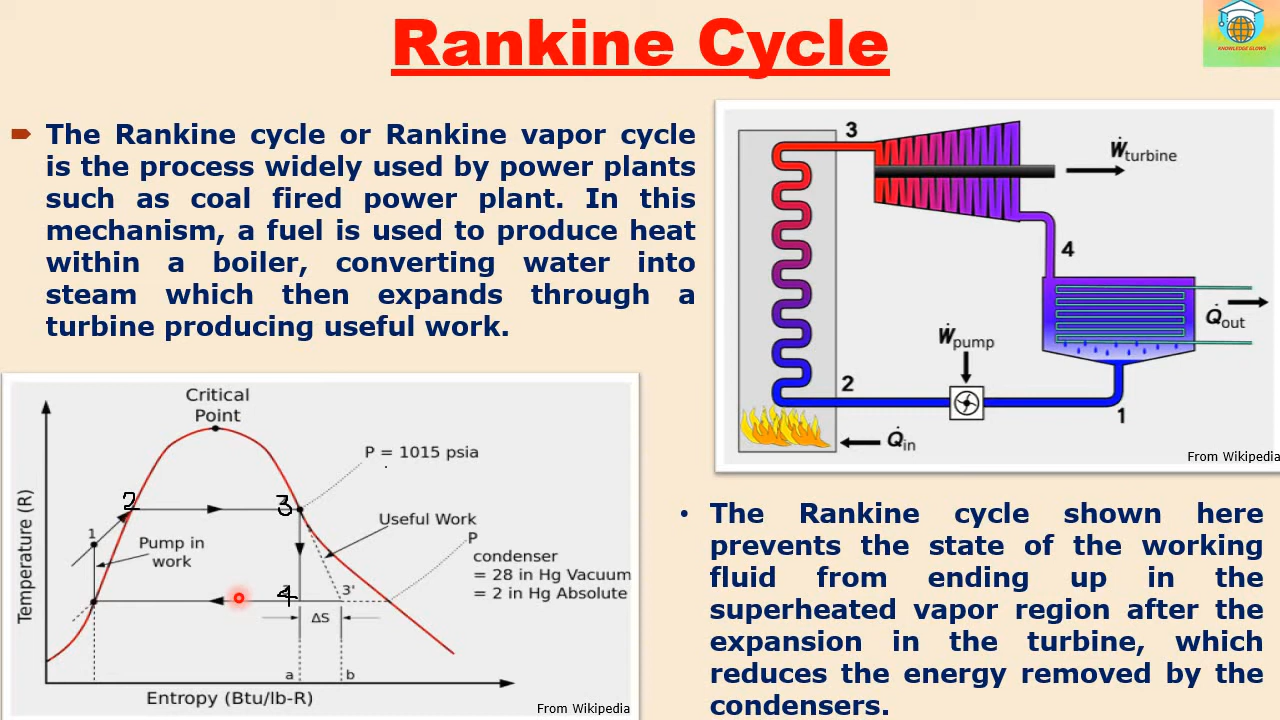 Rankine Cycle
KNOWLEDGE GLOWS
The Rankine cycle or Rankine vapor cycle
is the process widely used by power plants
such as coal fired power plant. In this
mechanism, a fuel is used to produce heat
within a boiler, converting water into
steam which then expands through a
turbine producing useful work.
3
Ẇturbine
4
Q̇out
Ẇpump
2
1
Q̇in
From Wikipedia
Critical
Point
P = 1015 psia
2
3
Useful Work
1
Pump in
work
P
condenser
= 28 in Hg Vacuum
= 2 in Hg Absolute
4
3'
ΔS
a
b
Temperature (R)
Entropy (Btu/lb-R)
From Wikipedia
• The Rankine cycle shown here
prevents the state of the working
fluid from ending up in the
superheated vapor region after the
expansion in the turbine, which
reduces the energy removed by the
condensers.